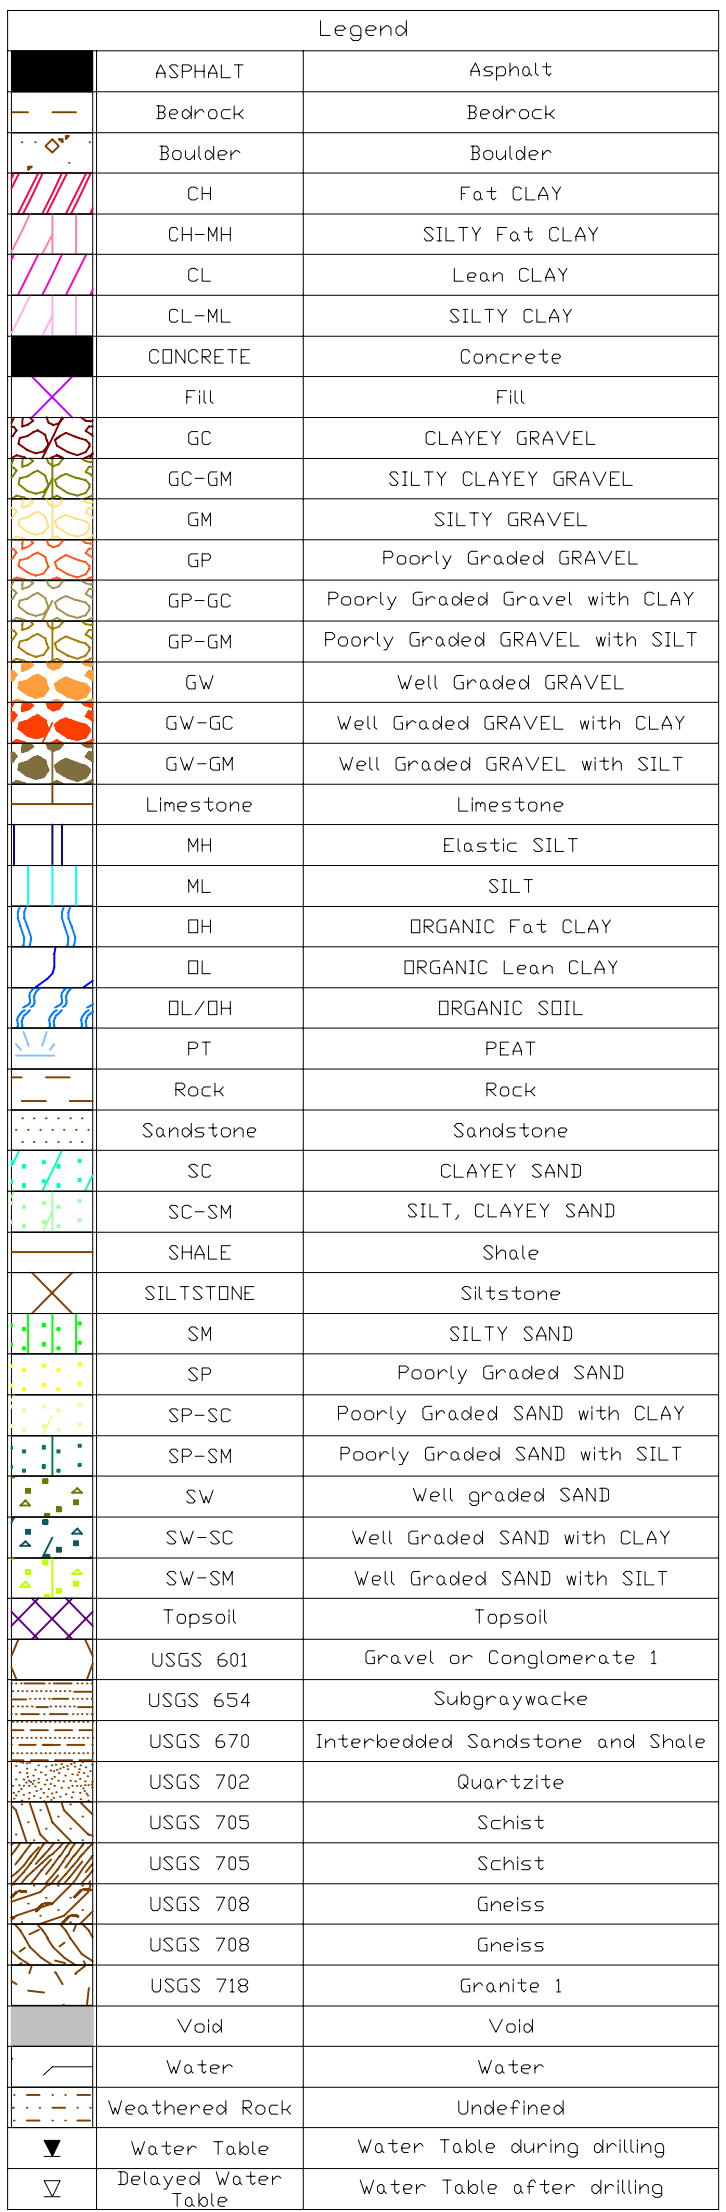 Legend
ASPHALT Asphalt
Bedrock Bedrock
Boulder Boulder
CH Fat CLAY
CH-MH SILTY Fat CLAY
CL Lean CLAY
CL-ML SILTY CLAY
CONCRETE Concrete
Fill Fill
GC CLAYEY GRAVEL
GC-GM SILTY CLAYEY GRAVEL
GM SILTY GRAVEL
GP Poorly Graded GRAVEL
GP-GC Poorly Graded Gravel with CLAY
GP-GM Poorly Graded GRAVEL with SILT
GW Well Graded GRAVEL
GW-GC Well Graded GRAVEL with CLAY
GW-GM Well Graded GRAVEL with SILT
Limestone Limestone
MH Elastic SILT
ML SILT
OH ORGANIC Fat CLAY
OL ORGANIC Lean CLAY
OL/OH ORGANIC SOIL
PT PEAT
Rock Rock
Sandstone Sandstone
SC CLAYEY SAND
SC-SM SILT, CLAYEY SAND
SHALE Shale
SILTSTONE Siltstone
SM SILTY SAND
SP Poorly Graded SAND
SP-SC Poorly Graded SAND with CLAY
SP-SM Poorly Graded SAND with SILT
SW Well graded SAND
SW-SC Well Graded SAND with CLAY
SW-SM Well Graded SAND with SILT
Topsoil Topsoil
USGS 601 Gravel or Conglomerate 1
USGS 654 Subgraywacke
USGS 670 Interbedded Sandstone and Shale
USGS 702 Quartzite
USGS 705 Schist
USGS 705 Schist
USGS 708 Gneiss
USGS 708 Gneiss
USGS 718 Granite 1
Void Void
Water Water
Weathered Rock Undefined
Water Table Water Table during drilling
Delayed Water
Table Water Table after drilling